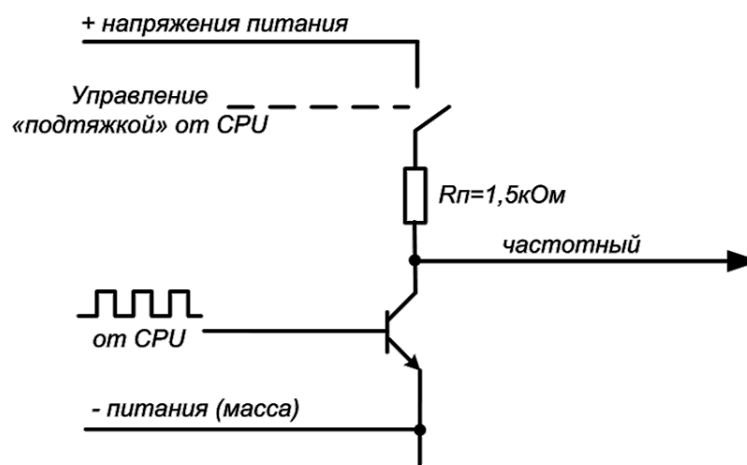 + напряжения питания
Управление
«подтяжкой» от CPU
Rп=1,5кОм
частотный
от CPU
- питания (масса)